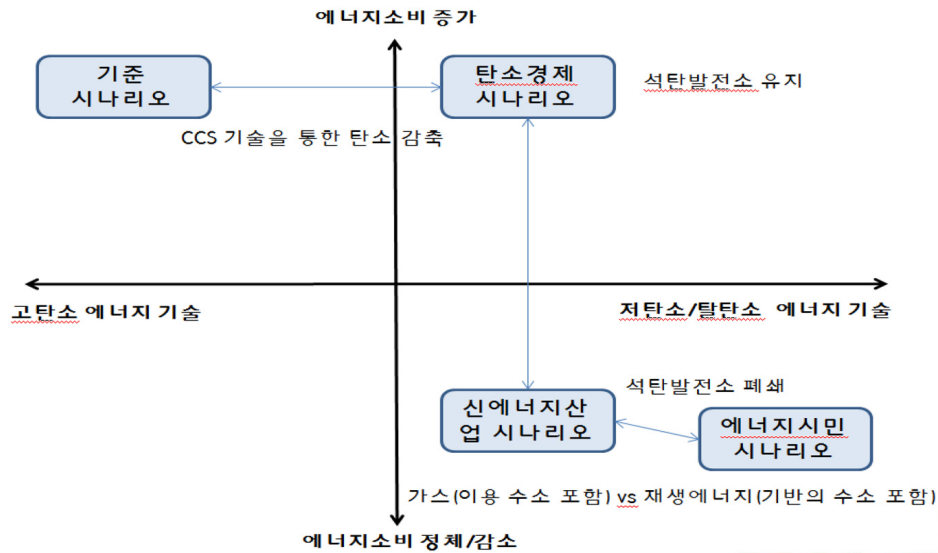 에너지소비 증가
기준
시나리오
탄소경제
시나리오
석탄발전소 유지
CCS 기술을 통한 탄소 감축
고탄소 에너지 기술
저탄소/탈탄소 에너지 기술
석탄발전소 폐쇄
신에너지산
업 시나리오
에너지시민
시나리오
가스(이용 수소 포함) vs 재생에너지(기반의 수소 포함)
에너지소비 정체/감소